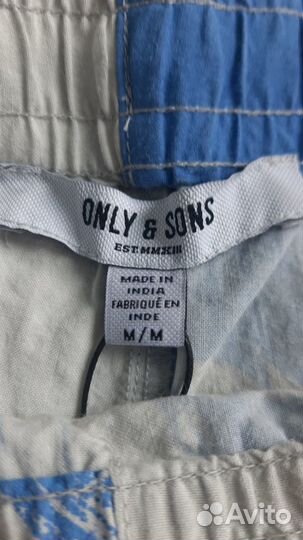 ONLY & SONS
EST.MMXIII
MADE IN
INDIA
FABRIQUÉ EN
INDE
M/M
Avito